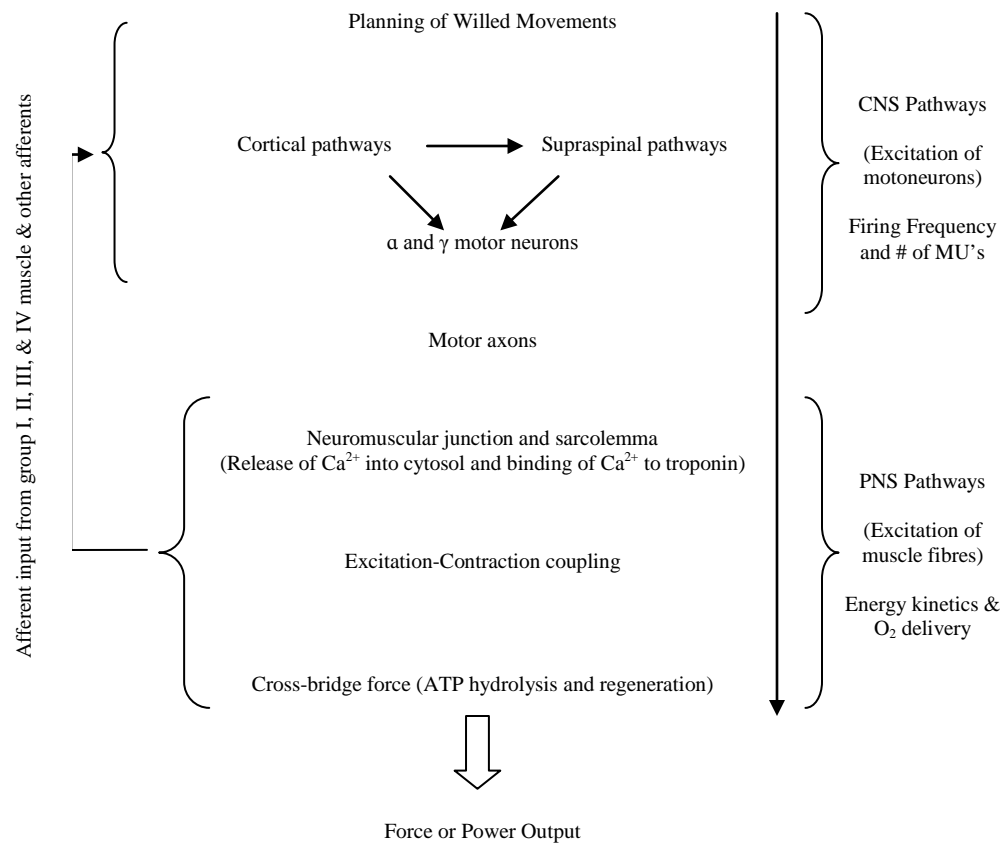 Planning of Willed Movements
Afferent input from group I, II, III, & IV muscle & other afferents
Cortical pathways
Supraspinal pathways
α and γ motor neurons
CNS Pathways
(Excitation of
motoneurons)
Firing Frequency
and # of MU's
Motor axons
Neuromuscular junction and sarcolemma
(Release of Ca²⁺ into cytosol and binding of Ca²⁺ to troponin)
Excitation-Contraction coupling
Cross-bridge force (ATP hydrolysis and regeneration)
PNS Pathways
(Excitation of
muscle fibres)
Energy kinetics &
O₂ delivery
Force or Power Output